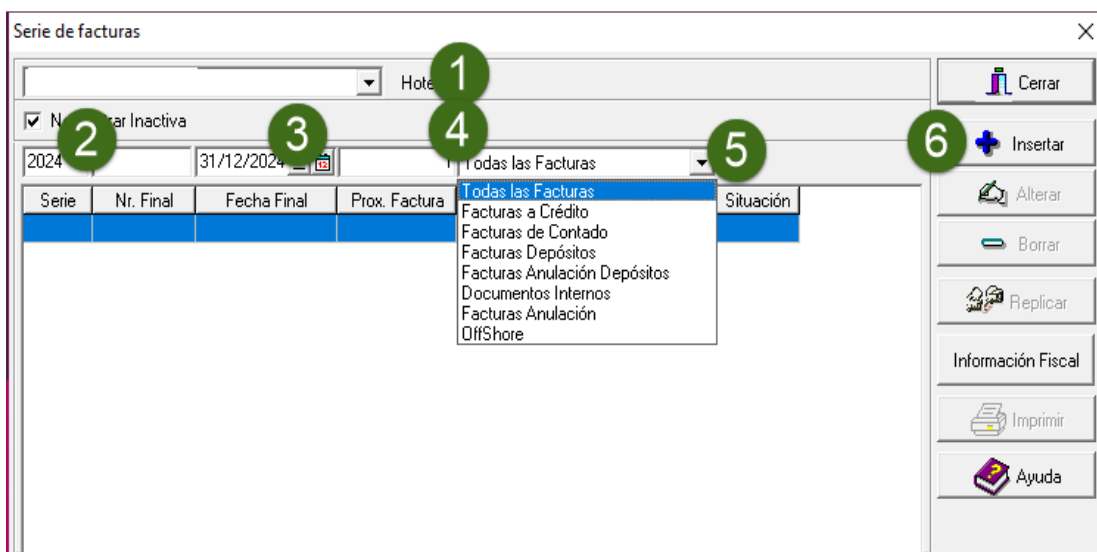 Serie de facturas
1
Hote
Cerrar
2
rar Inactiva
3
4
5
6
Insertar
2024
31/12/2024
Todas las Facturas
Alterar
Serie
Nr. Final
Fecha Final
Prox. Factura
Situación
Todas las Facturas
Facturas a Crédito
Facturas de Contado
Facturas Depósitos
Facturas Anulación Depósitos
Documentos Internos
Facturas Anulación
OffShore
Borrar
Replicar
Información Fiscal
Imprimir
Ayuda